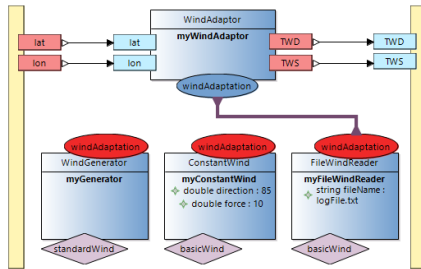 WindAdaptor
myWindAdaptor
lat
lat
TWD
TWD
lon
lon
TWS
TWS
windAdaptation
windAdaptation
windAdaptation
windAdaptation
WindGenerator
ConstantWind
FileWindReader
myGenerator
myConstantWind
myFileWindReader
double direction : 85
string fileName :
double force : 10
logFile.txt
standardWind
basicWind
basicWind